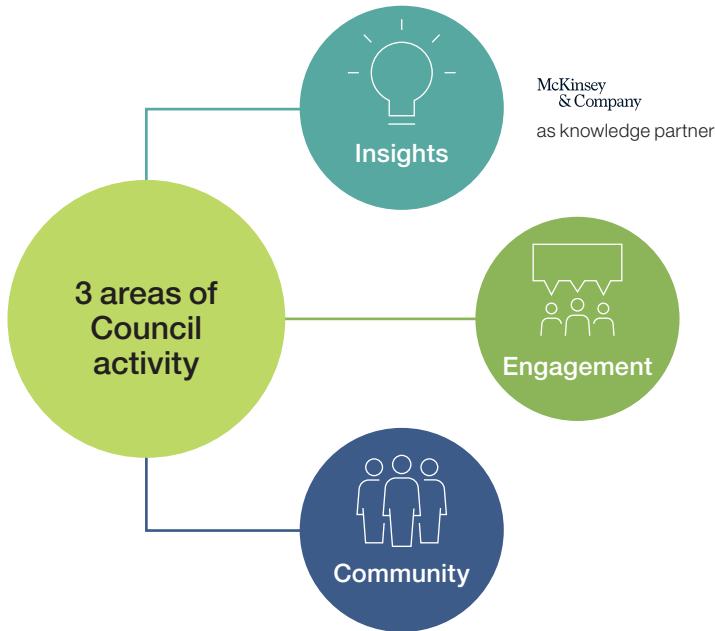 Insights
McKinsey
& Company
as knowledge partner
3 areas of
Council
activity
Engagement
Community